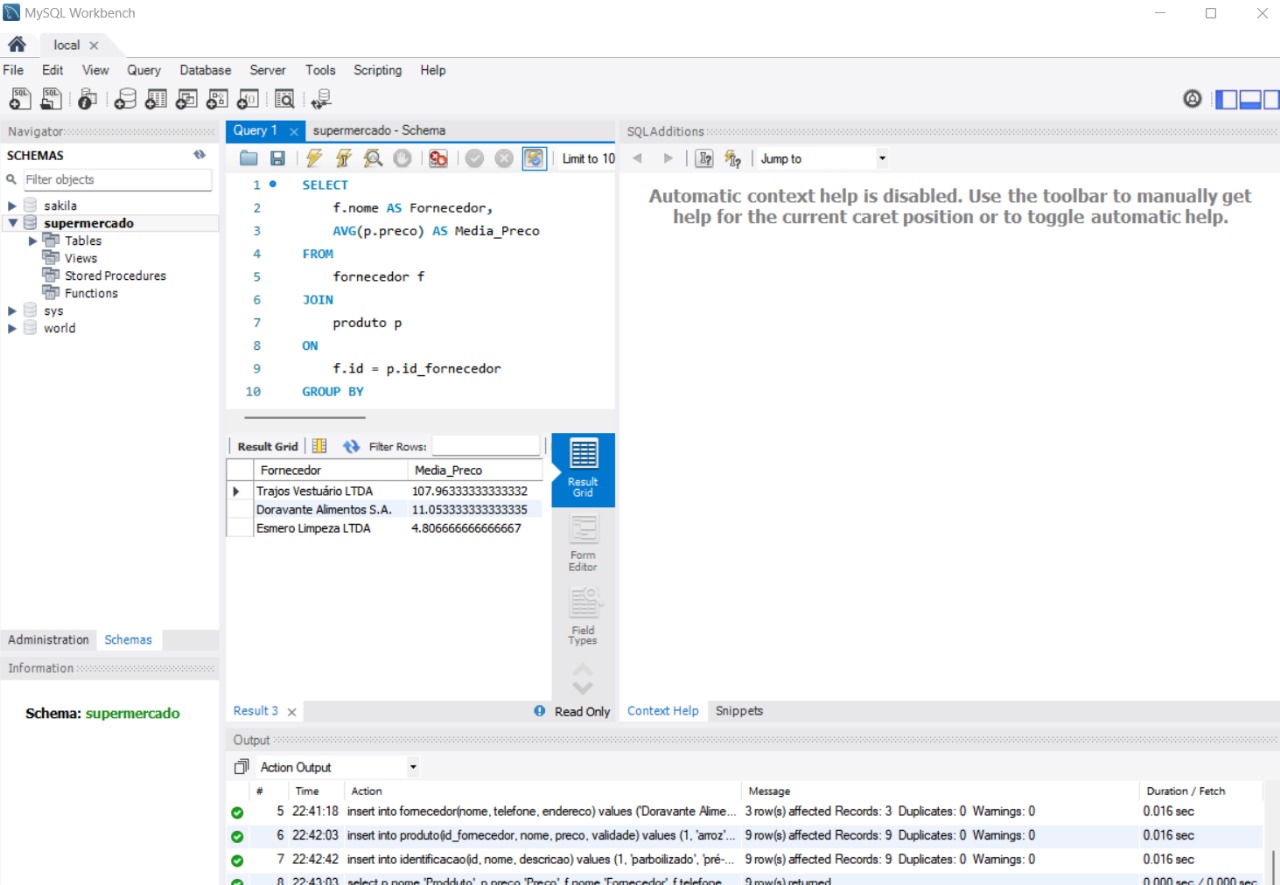 MySQL Workbench
local
File Edit View Query Database Server Tools Scripting Help
Navigator
SCHEMAS
Filter objects
sakila
supermercado
Tables
Views
Stored Procedures
Functions
sys
world
Administration Schemas
Information
Schema: supermercado
Query 1 supermercado - Schema
Limit to 10
1 SELECT
2 f.nome AS Fornecedor,
3 AVG(p.preco) AS Media_Preco
4 FROM
5 fornecedor f
6 JOIN
7 produto p
8 ON
9 f.id = p.id_fornecedor
10 GROUP BY
Result Grid Filter Rows:
Fornecedor Media_Preco
Trajos Vestuário LTDA 107.96333333333332
Doravante Alimentos S.A. 11.053333333333335
Esmero Limpeza LTDA 4.806666666666667
Result Grid
Form Editor
Field Types
Result 3 Read Only
SQLAdditions
Jump to
Automatic context help is disabled. Use the toolbar to manually get
help for the current caret position or to toggle automatic help.
Context Help Snippets
Output
Action Output
# Time Action Message Duration / Fetch
5 22:41:18 insert into fornecedor(nome, telefone, endereco) values ('Doravante Alime... 3 row(s) affected Records: 3 Duplicates: 0 Warnings: 0 0.016 sec
6 22:42:03 insert into produto(id_fornecedor, nome, preco, validade) values (1, 'arroz'... 9 row(s) affected Records: 9 Duplicates: 0 Warnings: 0 0.016 sec
7 22:42:42 insert into identificacao(id, nome, descricao) values (1, 'parboilizado', 'pré-... 9 row(s) affected Records: 9 Duplicates: 0 Warnings: 0 0.016 sec
8 22:43:03 select p.nome 'Prodduto', p.preco 'Preco', f.nome 'Fornecedor', f.telefone 9 row(s) returned 0.000 sec / 0.000 sec